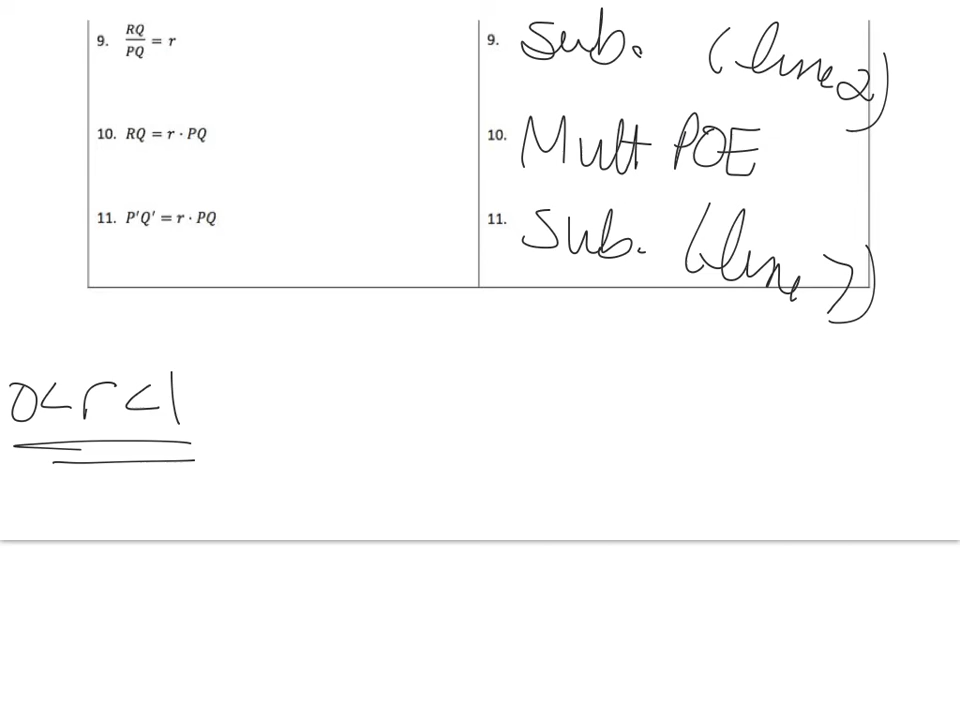 9. RQ/PQ = r
9. Sub. (line 2)
10. RQ = r · PQ
10. Mult POE
11. P'Q' = r · PQ
11. Sub. (line 7)
0<r<1